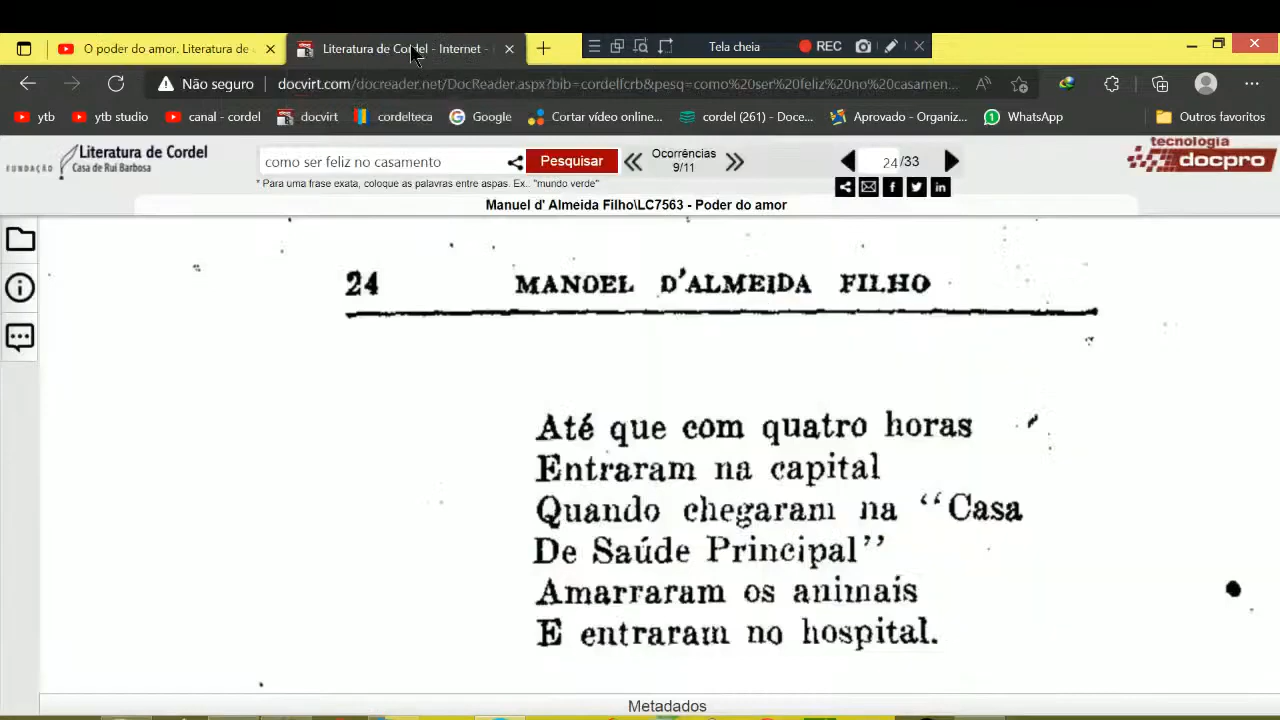 O poder do amor. Literatura de
Literatura de Cordel - Internet -
Tela cheia
REC
Não seguro
docvirt.com/docreader.net/DocReader.aspx?bib=cordelfcrb&pesq=como%20ser%20feliz%20no%20casamen...
ytb
ytb studio
canal - cordel
docvirt
cordelteca
Google
Cortar vídeo online...
cordel (261) - Doce...
Aprovado - Organiz...
WhatsApp
Outros favoritos
FUNDAÇÃO
Literatura de Cordel
Casa de Rui Barbosa
como ser feliz no casamento
Pesquisar
Ocorrências
9/11
24 /33
tecnologia
docpro
* Para uma frase exata, coloque as palavras entre aspas. Ex.. "mundo verde"
Manuel d' Almeida Filho\LC7563 - Poder do amor
24 MANOEL D'ALMEIDA FILHO
Até que com quatro horas
Entraram na capital
Quando chegaram na "Casa
De Saúde Principal"
Amarraram os animais
E entraram no hospital.
Metadados